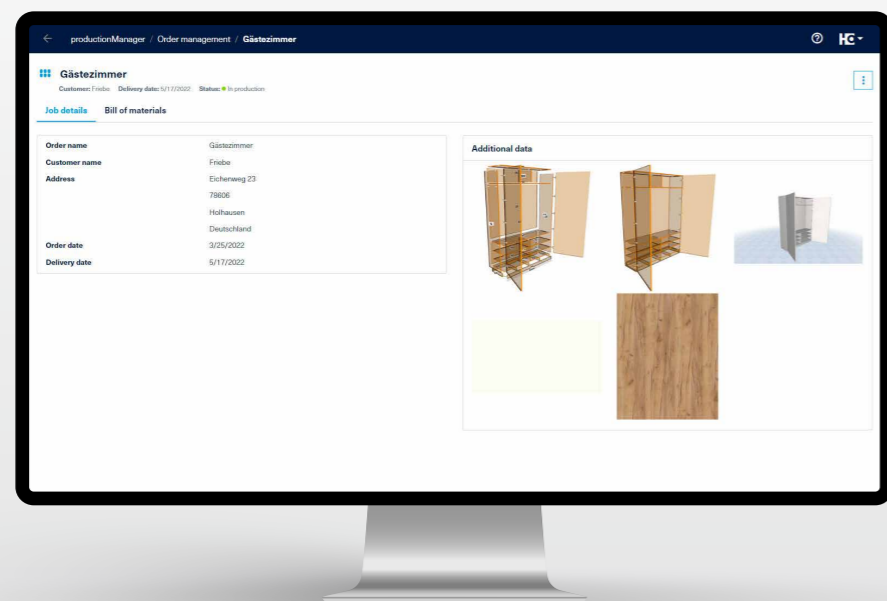 productionManager / Order management / Gästezimmer
Gästezimmer
Customer: Friebe Delivery date: 5/17/2022 Status: In production
Job details Bill of materials
Order name Gästezimmer
Customer name Friebe
Address Eichenweg 23
78606
Holhausen
Deutschland
Order date 3/25/2022
Delivery date 5/17/2022
Additional data